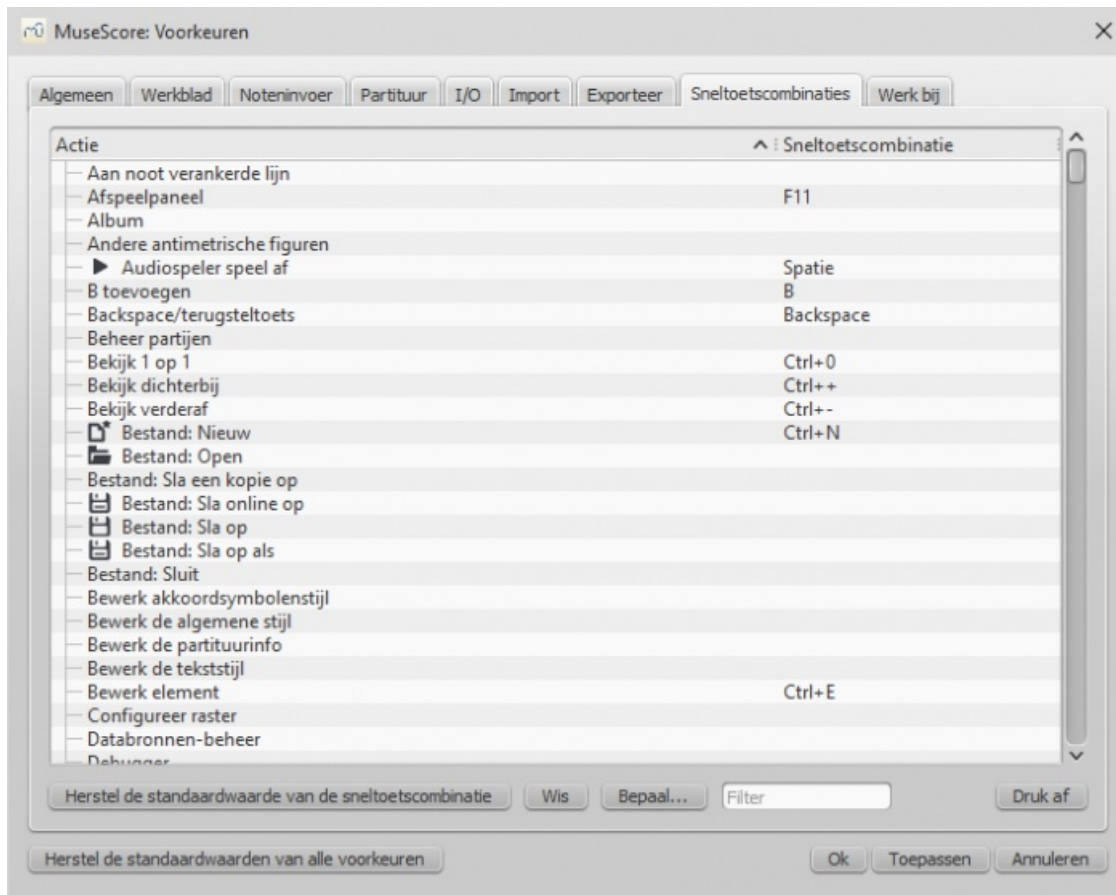 MuseScore: Voorkeuren
Algemeen Werkblad Noteninvoer Partituur I/O Import Exporteer Sneltoetscombinaties Werk bij
Actie Sneltoetscombinatie
Aan noot verankerde lijn
Afspeelpaneel F11
Album
Andere antimetrische figuren
Audiospeler speel af Spatie
B toevoegen B
Backspace/terugsteltoets Backspace
Beheer partijen
Bekijk 1 op 1 Ctrl+0
Bekijk dichterbij Ctrl++
Bekijk verderaf Ctrl+-
Bestand: Nieuw Ctrl+N
Bestand: Open
Bestand: Sla een kopie op
Bestand: Sla online op
Bestand: Sla op
Bestand: Sla op als
Bestand: Sluit
Bewerk akkoordsymbolenstijl
Bewerk de algemene stijl
Bewerk de partituurinfo
Bewerk de tekststijl
Bewerk element Ctrl+E
Configureer raster
Databronnen-beheer
Debugger
Herstel de standaardwaarde van de sneltoetscombinatie Wis Bepaal... Filter Druk af
Herstel de standaardwaarden van alle voorkeuren Ok Toepassen Annuleren